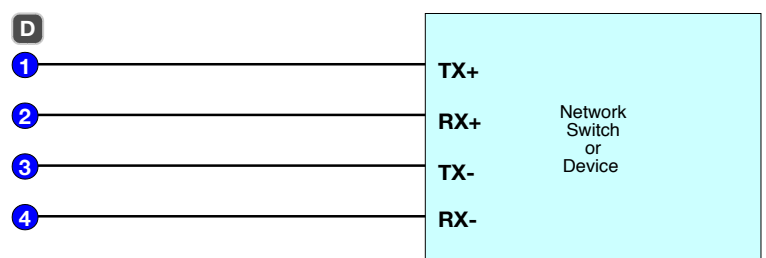 D
1 TX+
2 RX+
3 TX-
4 RX-
Network
Switch
or
Device